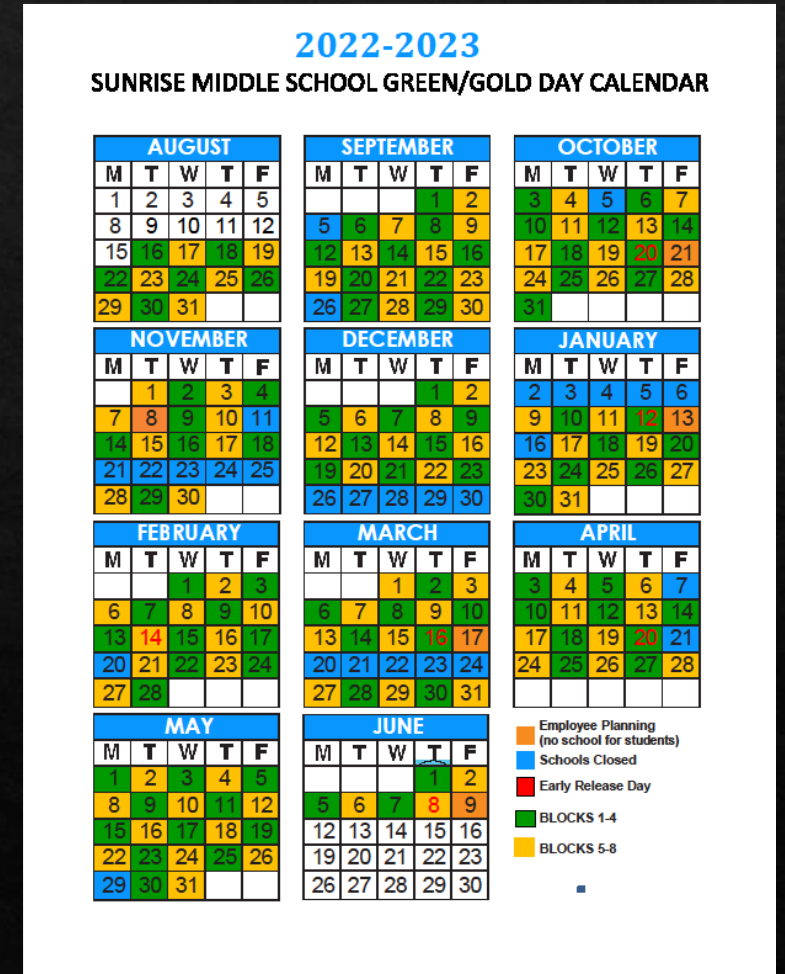 2022-2023
SUNRISE MIDDLE SCHOOL GREEN/GOLD DAY CALENDAR
AUGUST
M T W T F
1 2 3 4 5
8 9 10 11 12
15 16 17 18 19
22 23 24 25 26
29 30 31
SEPTEMBER
M T W T F
1 2
5 6 7 8 9
12 13 14 15 16
19 20 21 22 23
26 27 28 29 30
OCTOBER
M T W T F
3 4 5 6 7
10 11 12 13 14
17 18 19 20 21
24 25 26 27 28
31
NOVEMBER
M T W T F
1 2 3 4
7 8 9 10 11
14 15 16 17 18
21 22 23 24 25
28 29 30
DECEMBER
M T W T F
1 2
5 6 7 8 9
12 13 14 15 16
19 20 21 22 23
26 27 28 29 30
JANUARY
M T W T F
2 3 4 5 6
9 10 11 12 13
16 17 18 19 20
23 24 25 26 27
30 31
FEBRUARY
M T W T F
1 2 3
6 7 8 9 10
13 14 15 16 17
20 21 22 23 24
27 28
MARCH
M T W T F
1 2 3
6 7 8 9 10
13 14 15 16 17
20 21 22 23 24
27 28 29 30 31
APRIL
M T W T F
3 4 5 6 7
10 11 12 13 14
17 18 19 20 21
24 25 26 27 28
MAY
M T W T F
1 2 3 4 5
8 9 10 11 12
15 16 17 18 19
22 23 24 25 26
29 30 31
JUNE
M T W T F
1 2
5 6 7 8 9
12 13 14 15 16
19 20 21 22 23
26 27 28 29 30
Employee Planning
(no school for students)
Schools Closed
Early Release Day
BLOCKS 1-4
BLOCKS 5-8